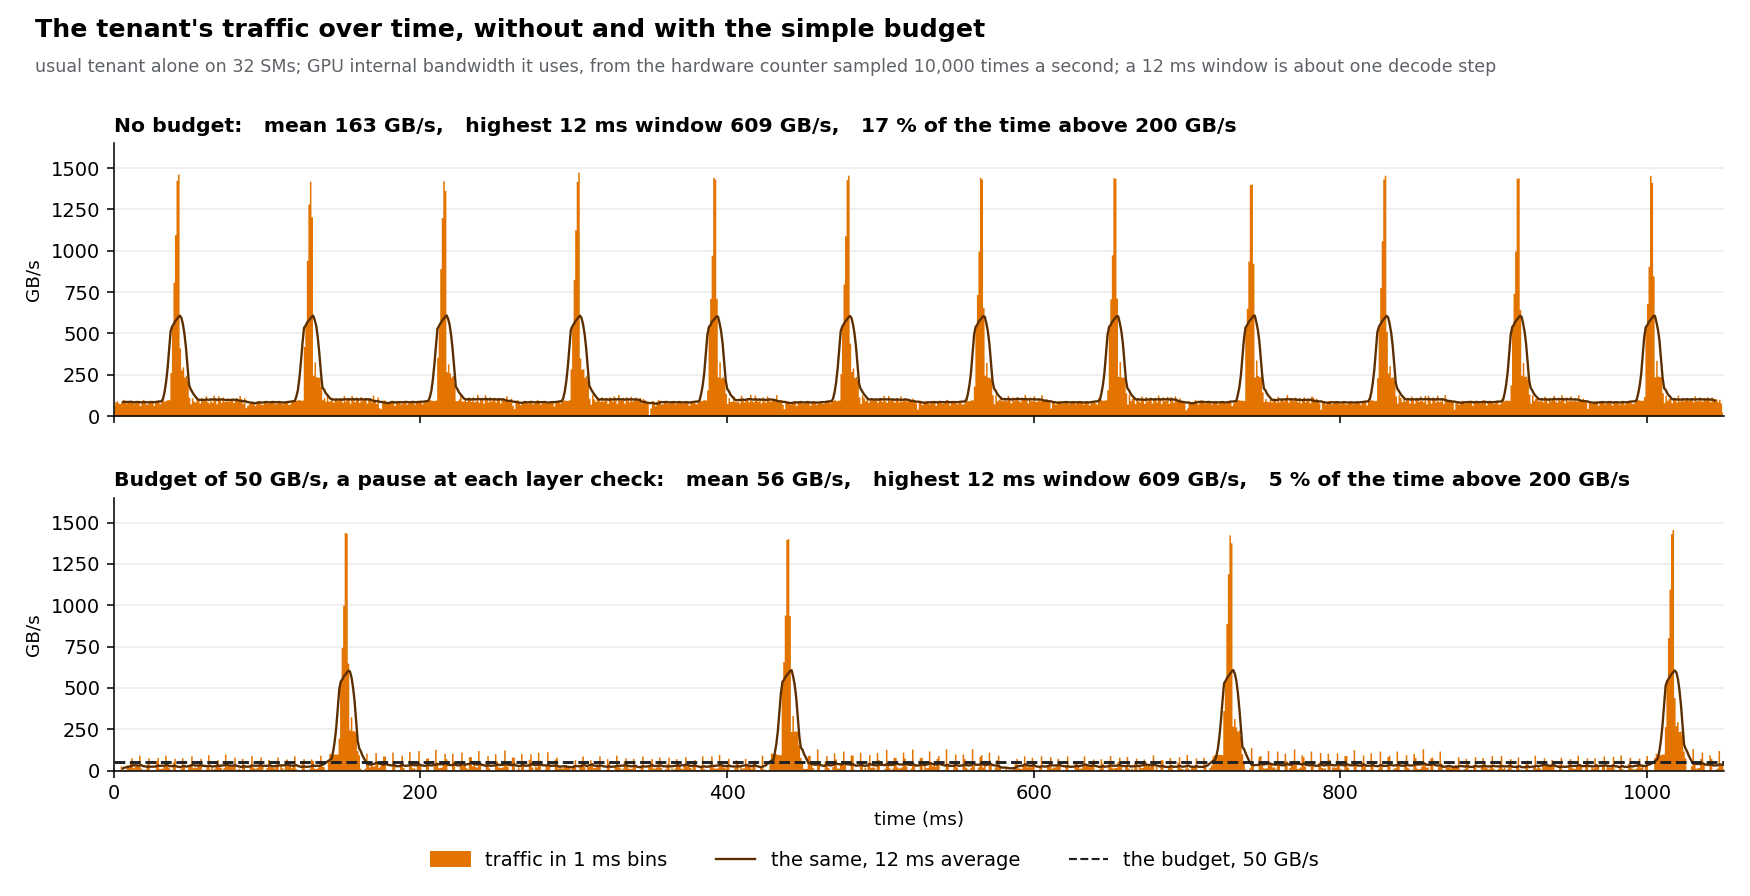 The tenant's traffic over time, without and with the simple budget
usual tenant alone on 32 SMs; GPU internal bandwidth it uses, from the hardware counter sampled 10,000 times a second; a 12 ms window is about one decode step
No budget:   mean 163 GB/s,   highest 12 ms window 609 GB/s,   17 % of the time above 200 GB/s
GB/s
1500
1250
1000
750
500
250
0
Budget of 50 GB/s, a pause at each layer check:   mean 56 GB/s,   highest 12 ms window 609 GB/s,   5 % of the time above 200 GB/s
GB/s
1500
1250
1000
750
500
250
0
0 200 400 600 800 1000
time (ms)
traffic in 1 ms bins the same, 12 ms average the budget, 50 GB/s